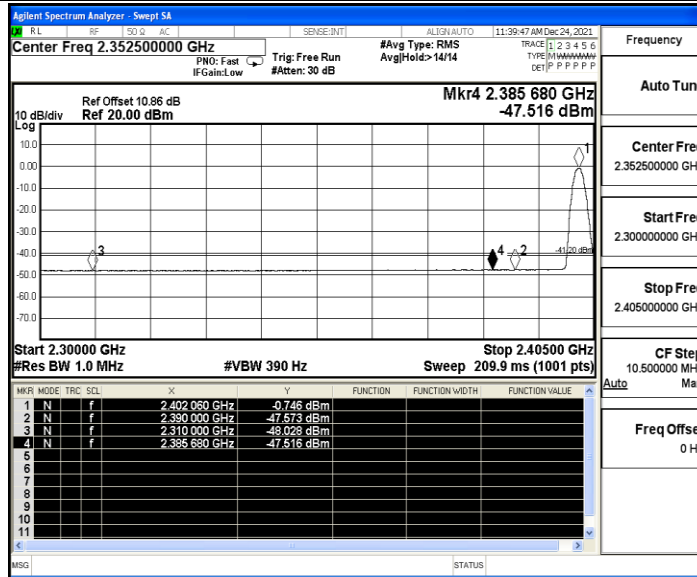 Agilent Spectrum Analyzer - Swept SA
RL RF 50 Ω AC SENSE:INT ALIGN AUTO 11:39:47 AM Dec 24, 2021
Center Freq 2.352500000 GHz
PNO: Fast
IFGain:Low
Trig: Free Run
#Atten: 30 dB
#Avg Type: RMS
Avg|Hold:>14/14
TRACE 1 2 3 4 5 6
TYPE MWWWWW
DET P P P P P P
Frequency
Auto Tun
Center Fre
2.352500000 GH
Start Fre
2.300000000 GH
Stop Fre
2.405000000 GH
CF Step
10.500000 MH
Auto Ma
Freq Offse
0 H
Ref Offset 10.86 dB
10 dB/div Ref 20.00 dBm
Log
Mkr4 2.385 680 GHz
-47.516 dBm
10.0
0.00
-10.0
-20.0
-30.0
-40.0
-50.0
-60.0
-70.0
1
3
4
2
-41.20 dBm
Start 2.30000 GHz Stop 2.40500 GHz
#Res BW 1.0 MHz #VBW 390 Hz Sweep 209.9 ms (1001 pts)
MKR MODE TRC SCL X Y FUNCTION FUNCTION WIDTH FUNCTION VALUE
1 N f 2.402 060 GHz -0.746 dBm
2 N f 2.390 000 GHz -47.573 dBm
3 N f 2.310 000 GHz -48.028 dBm
4 N f 2.385 680 GHz -47.516 dBm
5
6
7
8
9
10
11
MSG STATUS